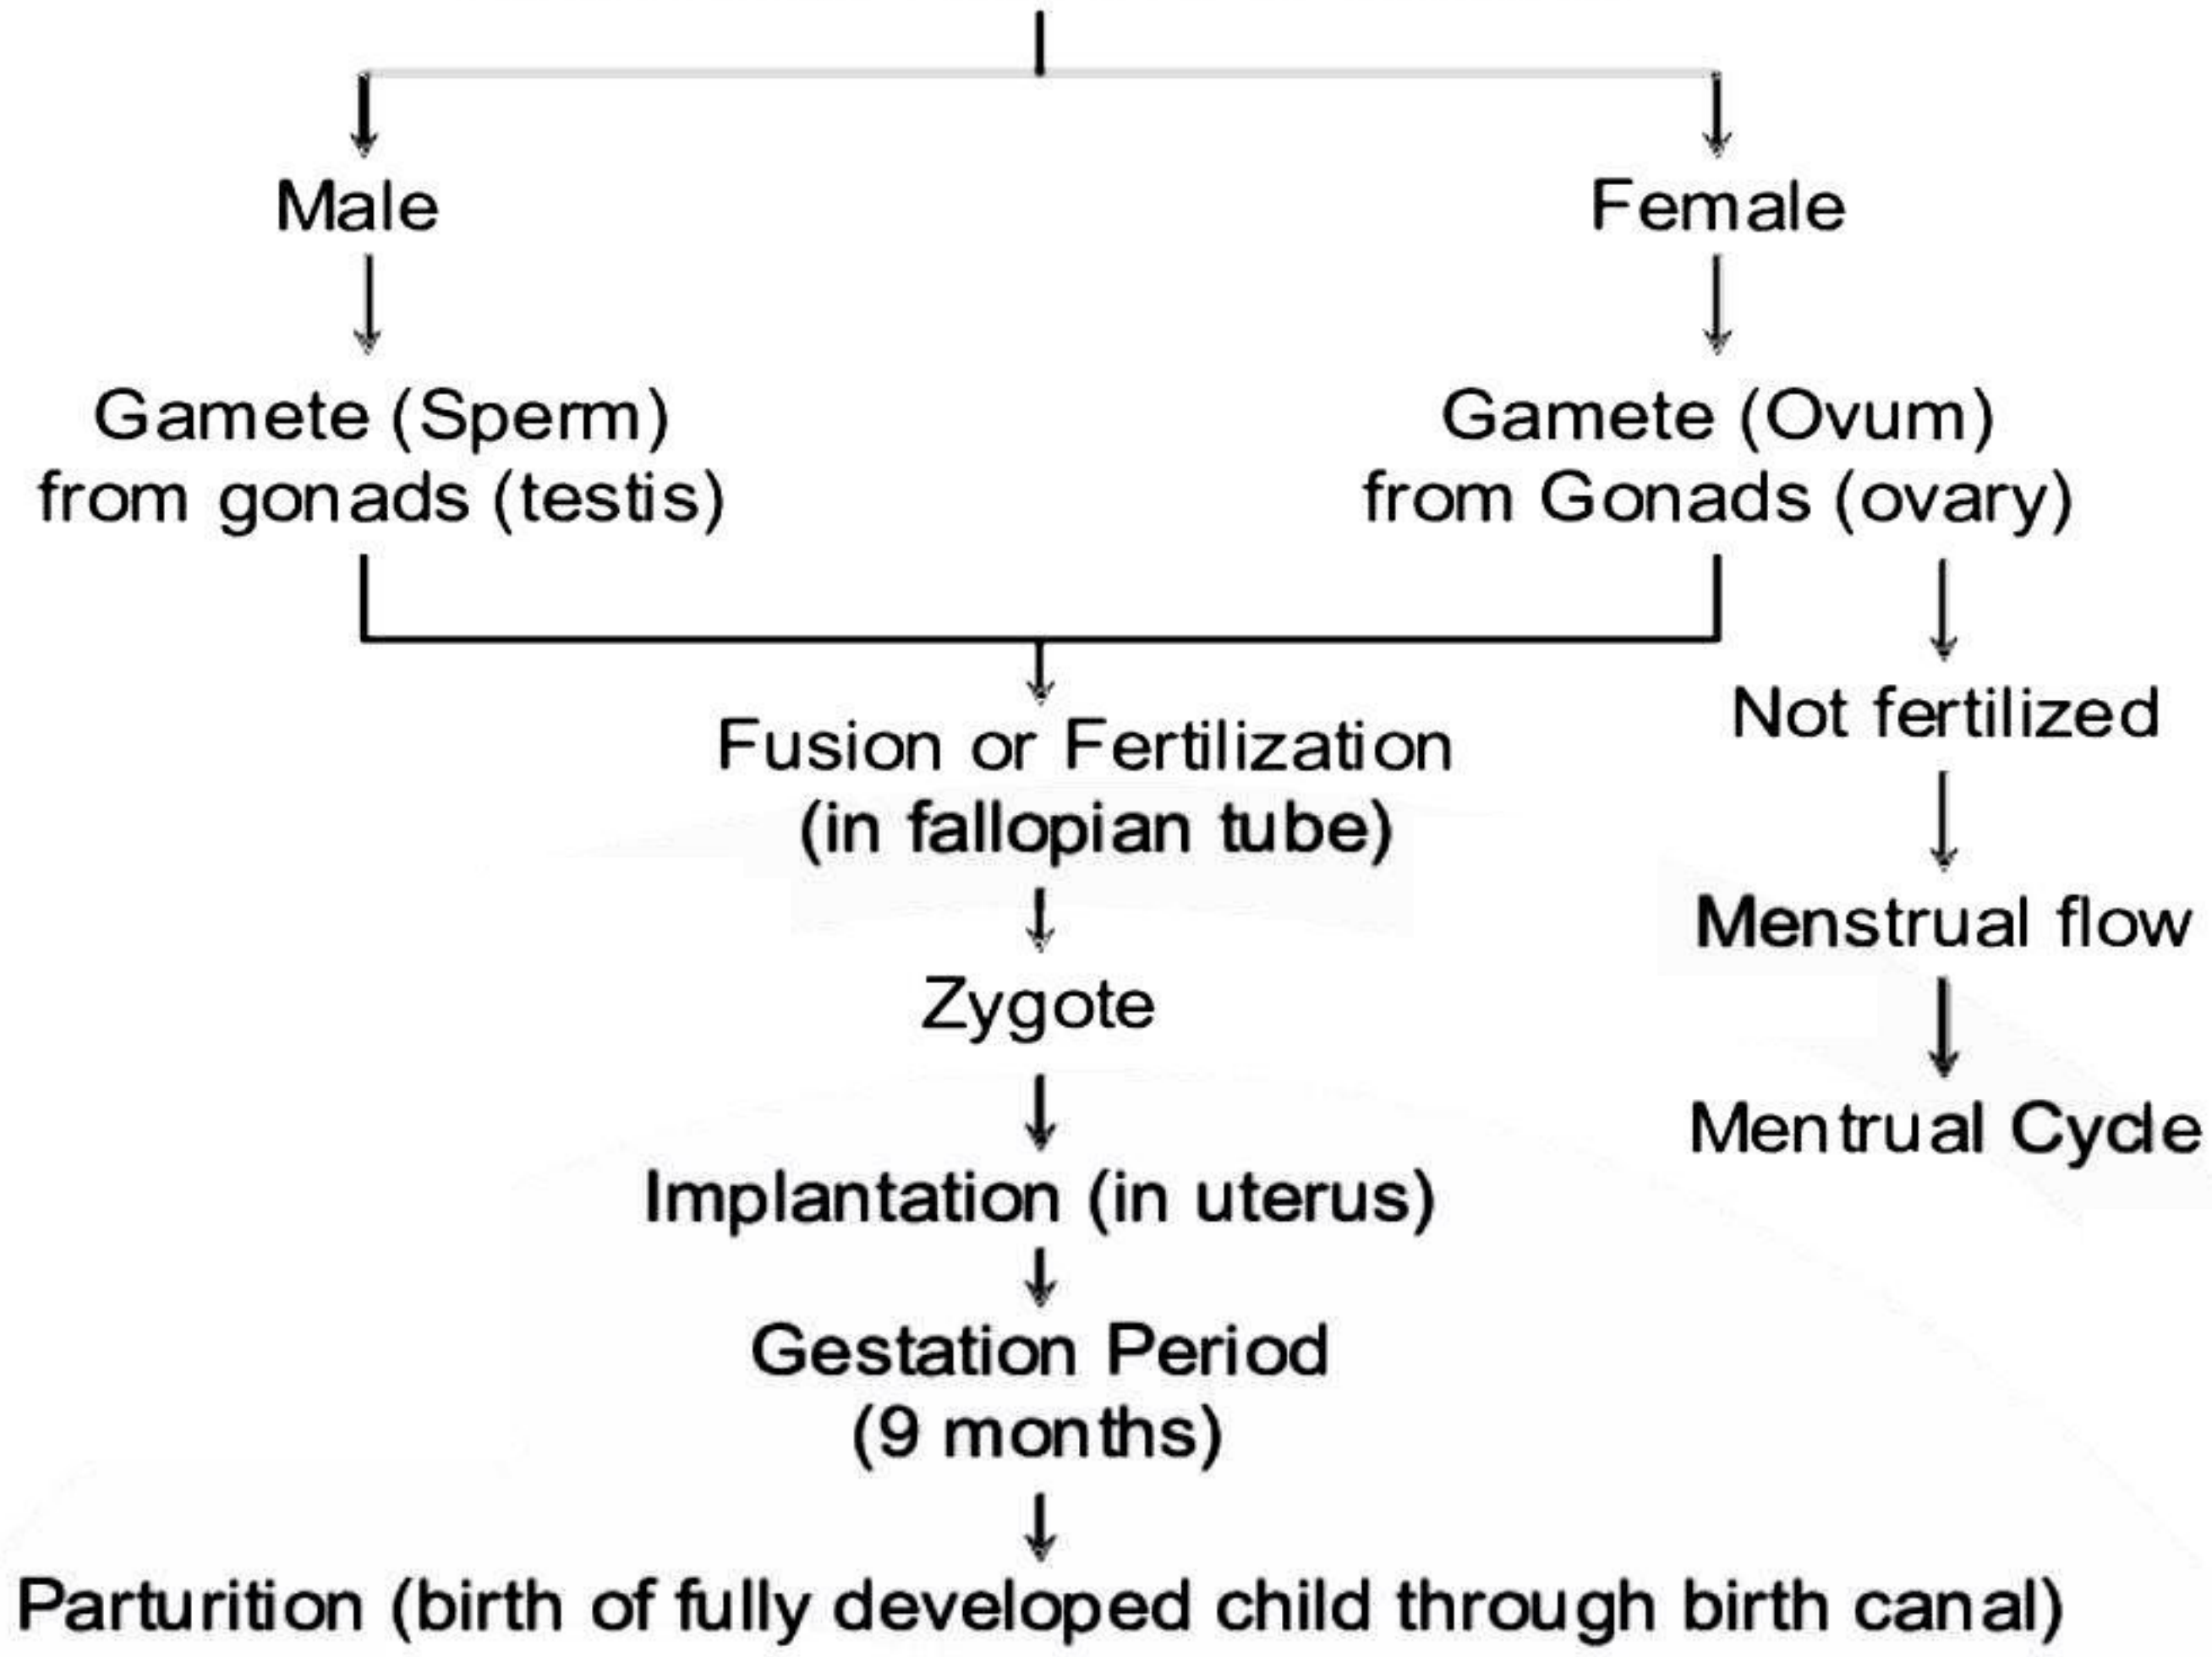 Male
Female
Gamete (Sperm)
from gonads (testis)
Gamete (Ovum)
from Gonads (ovary)
Fusion or Fertilization
(in fallopian tube)
Not fertilized
Menstrual flow
Mentrual Cycle
Zygote
Implantation (in uterus)
Gestation Period
(9 months)
Parturition (birth of fully developed child through birth canal)